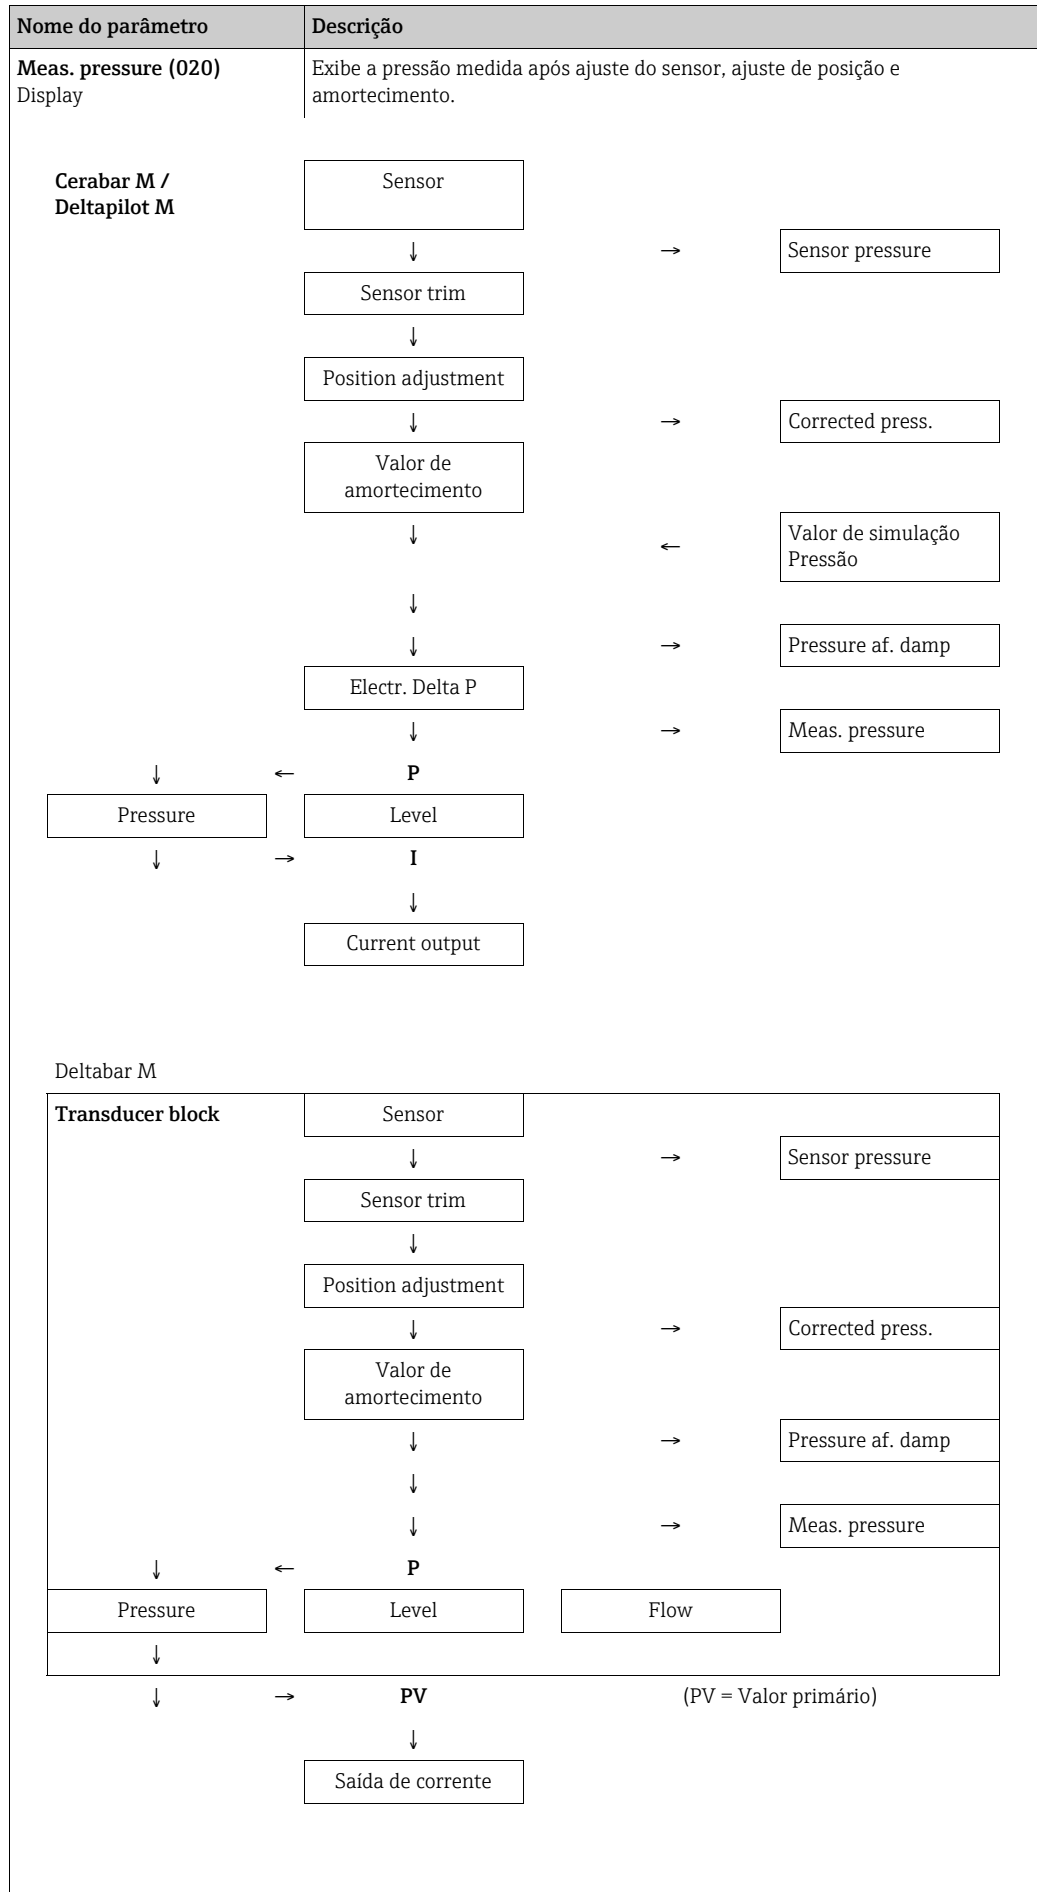 Nome do parâmetro Descrição
Meas. pressure (020) Exibe a pressão medida após ajuste do sensor, ajuste de posição e
Display amortecimento.
Cerabar M / Sensor
Deltapilot M
↓ → Sensor pressure
Sensor trim
↓
Position adjustment
↓ → Corrected press.
Valor de
amortecimento
↓ ← Valor de simulação
Pressão
↓
↓ → Pressure af. damp
Electr. Delta P
↓ → Meas. pressure
↓ ← P
Pressure Level
↓ → I
↓
Current output
Deltabar M
Transducer block Sensor
↓ → Sensor pressure
Sensor trim
↓
Position adjustment
↓ → Corrected press.
Valor de
amortecimento
↓ → Pressure af. damp
↓
↓ → Meas. pressure
↓ ← P
Pressure Level Flow
↓
↓ → PV (PV = Valor primário)
↓
Saída de corrente